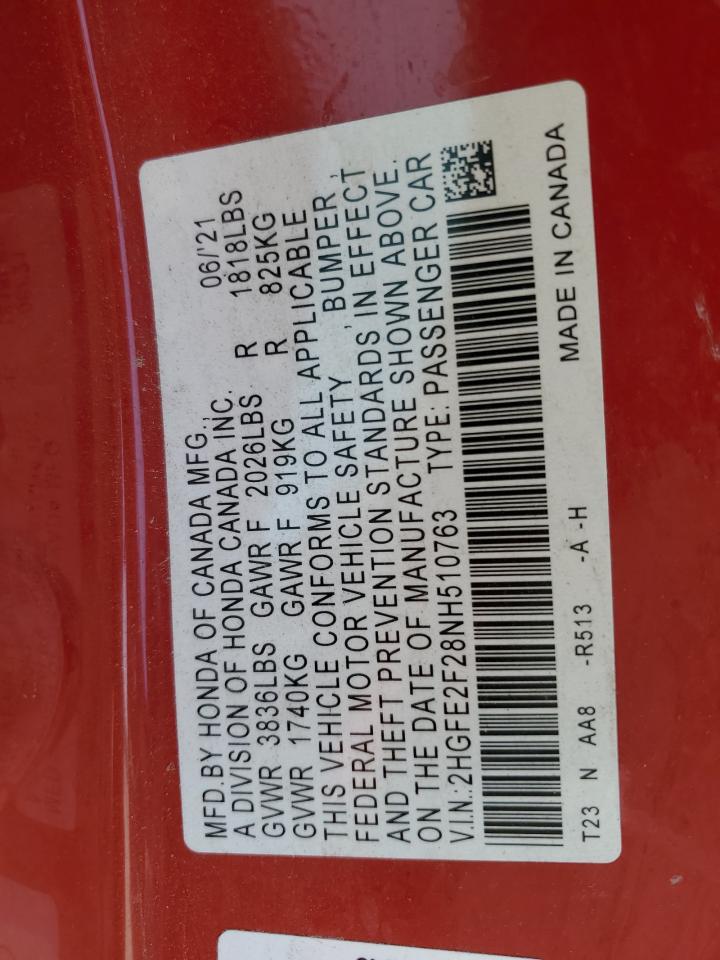 MFD. BY HONDA OF CANADA MFG., 06/'21
A DIVISION OF HONDA CANADA INC.
GVWR 3836LBS GAWR F 2026LBS R 1818LBS
GVWR 1740KG GAWR F 919KG R 825KG
THIS VEHICLE CONFORMS TO ALL APPLICABLE
FEDERAL MOTOR VEHICLE SAFETY , BUMPER ,
AND THEFT PREVENTION STANDARDS IN EFFECT
ON THE DATE OF MANUFACTURE SHOWN ABOVE.
V.I.N.:2HGFE2F28NH510763 TYPE: PASSENGER CAR
T23 N AA8 -R513 -A -H MADE IN CANADA